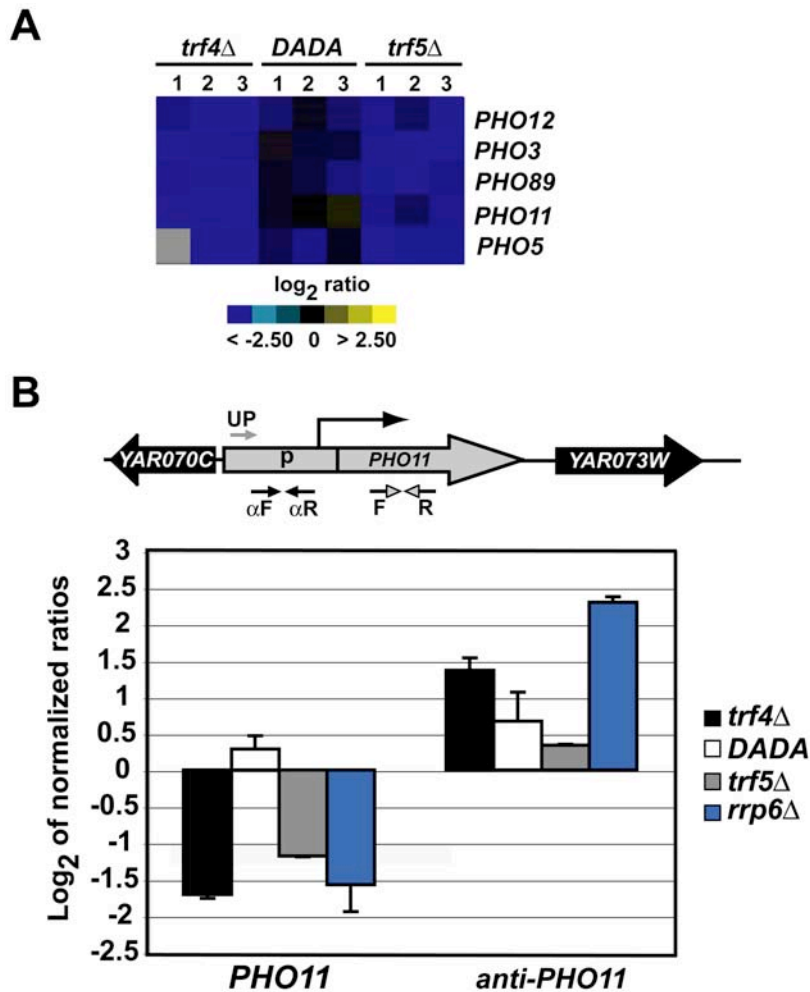 A
trf4Δ DADA trf5Δ
1 2 3 1 2 3 1 2 3
PHO12
PHO3
PHO89
PHO11
PHO5
log2 ratio
< -2.50 0 > 2.50
B
UP
YAR070C p PHO11 YAR073W
αF αR F R
Log2 of normalized ratios
3
2.5
2
1.5
1
0.5
0
-0.5
-1
-1.5
-2
-2.5
trf4Δ
DADA
trf5Δ
rrp6Δ
PHO11 anti-PHO11